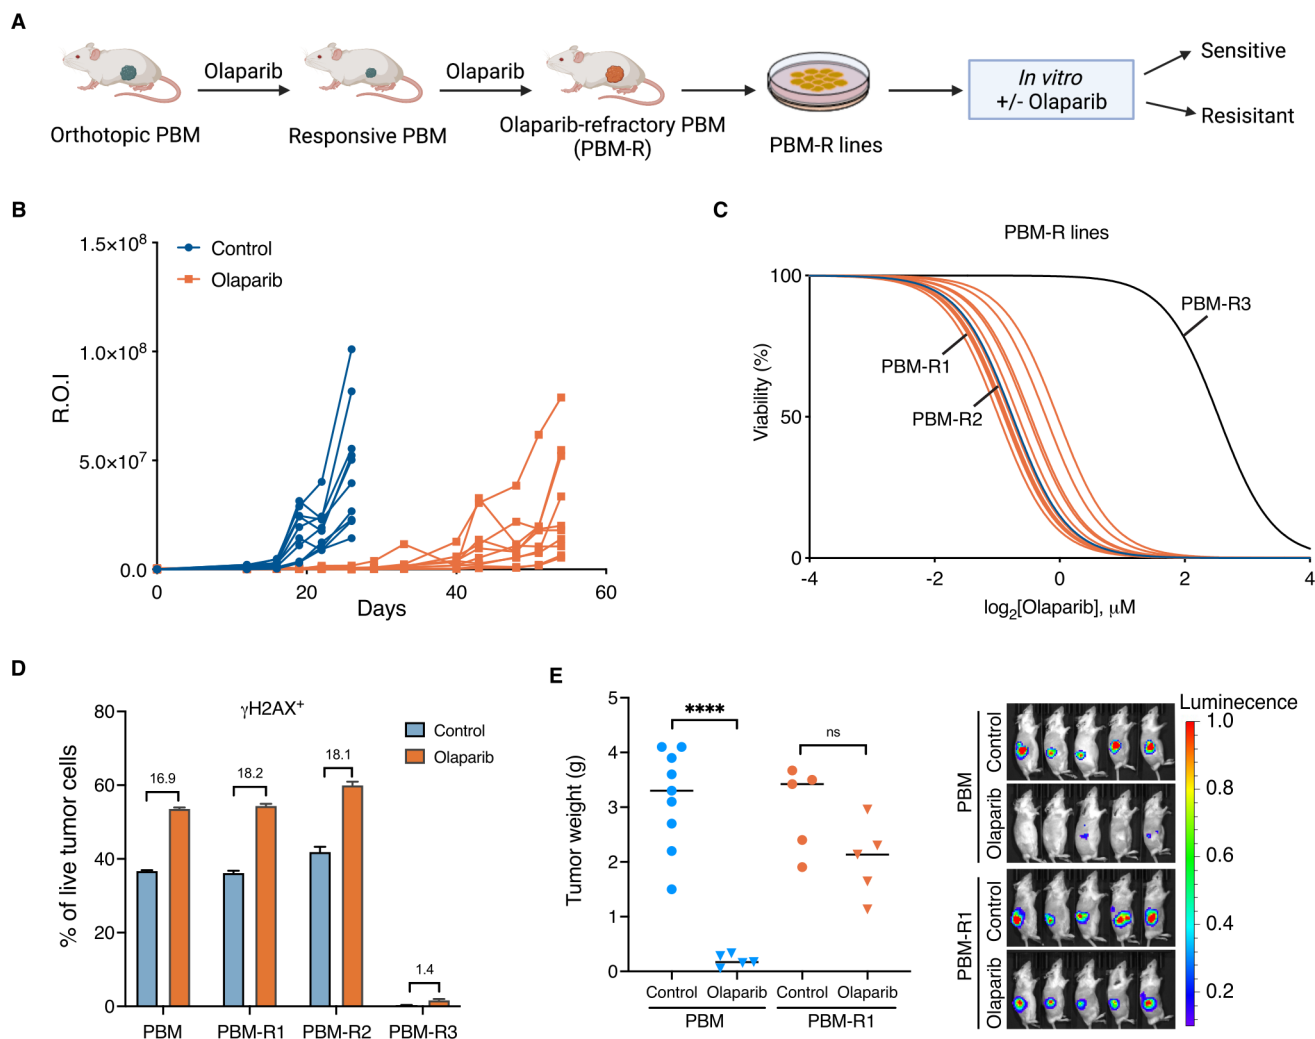 A
Olaparib
Olaparib
Orthotopic PBM
Responsive PBM
Olaparib-refractory PBM
(PBM-R)
PBM-R lines
In vitro
+/- Olaparib
Sensitive
Resisitant
B
1.5×10⁸
1.0×10⁸
5.0×10⁷
0.0
R.O.I
Control
Olaparib
0
20
40
60
Days
C
PBM-R lines
100
50
0
Viability (%)
PBM-R1
PBM-R2
PBM-R3
-4
-2
0
2
4
log₂[Olaparib], μM
D
γH2AX⁺
Control
Olaparib
80
60
40
20
0
% of live tumor cells
16.9
18.2
18.1
1.4
PBM
PBM-R1
PBM-R2
PBM-R3
E
5
4
3
2
1
0
Tumor weight (g)
****
ns
Control
Olaparib
Control
Olaparib
PBM
PBM-R1
Luminecence
PBM
Control
Olaparib
PBM-R1
Control
Olaparib
1.0
0.8
0.6
0.4
0.2